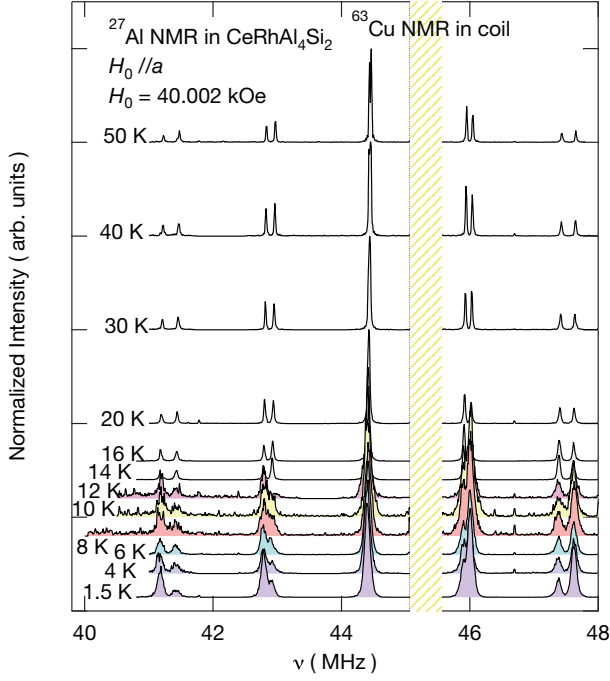 ²⁷Al NMR in CeRhAl₄Si₂
⁶³Cu NMR in coil
H₀ //a
H₀ = 40.002 kOe
50 K
40 K
30 K
20 K
16 K
14 K
12 K
10 K
8 K
6 K
4 K
1.5 K
Normalized Intensity ( arb. units )
40
42
44
46
48
ν ( MHz )